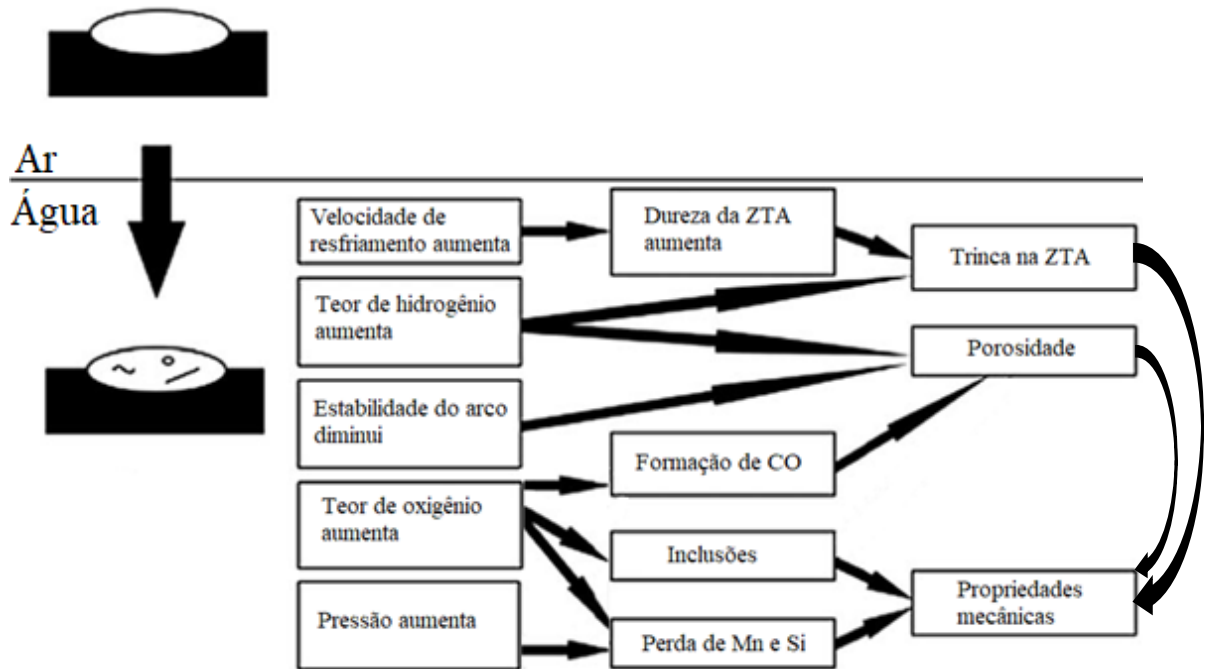 Ar
Água
Velocidade de
resfriamento aumenta
Dureza da ZTA
aumenta
Trinca na ZTA
Teor de hidrogênio
aumenta
Porosidade
Estabilidade do arco
diminui
Formação de CO
Teor de oxigênio
aumenta
Inclusões
Propriedades
mecânicas
Pressão aumenta
Perda de Mn e Si